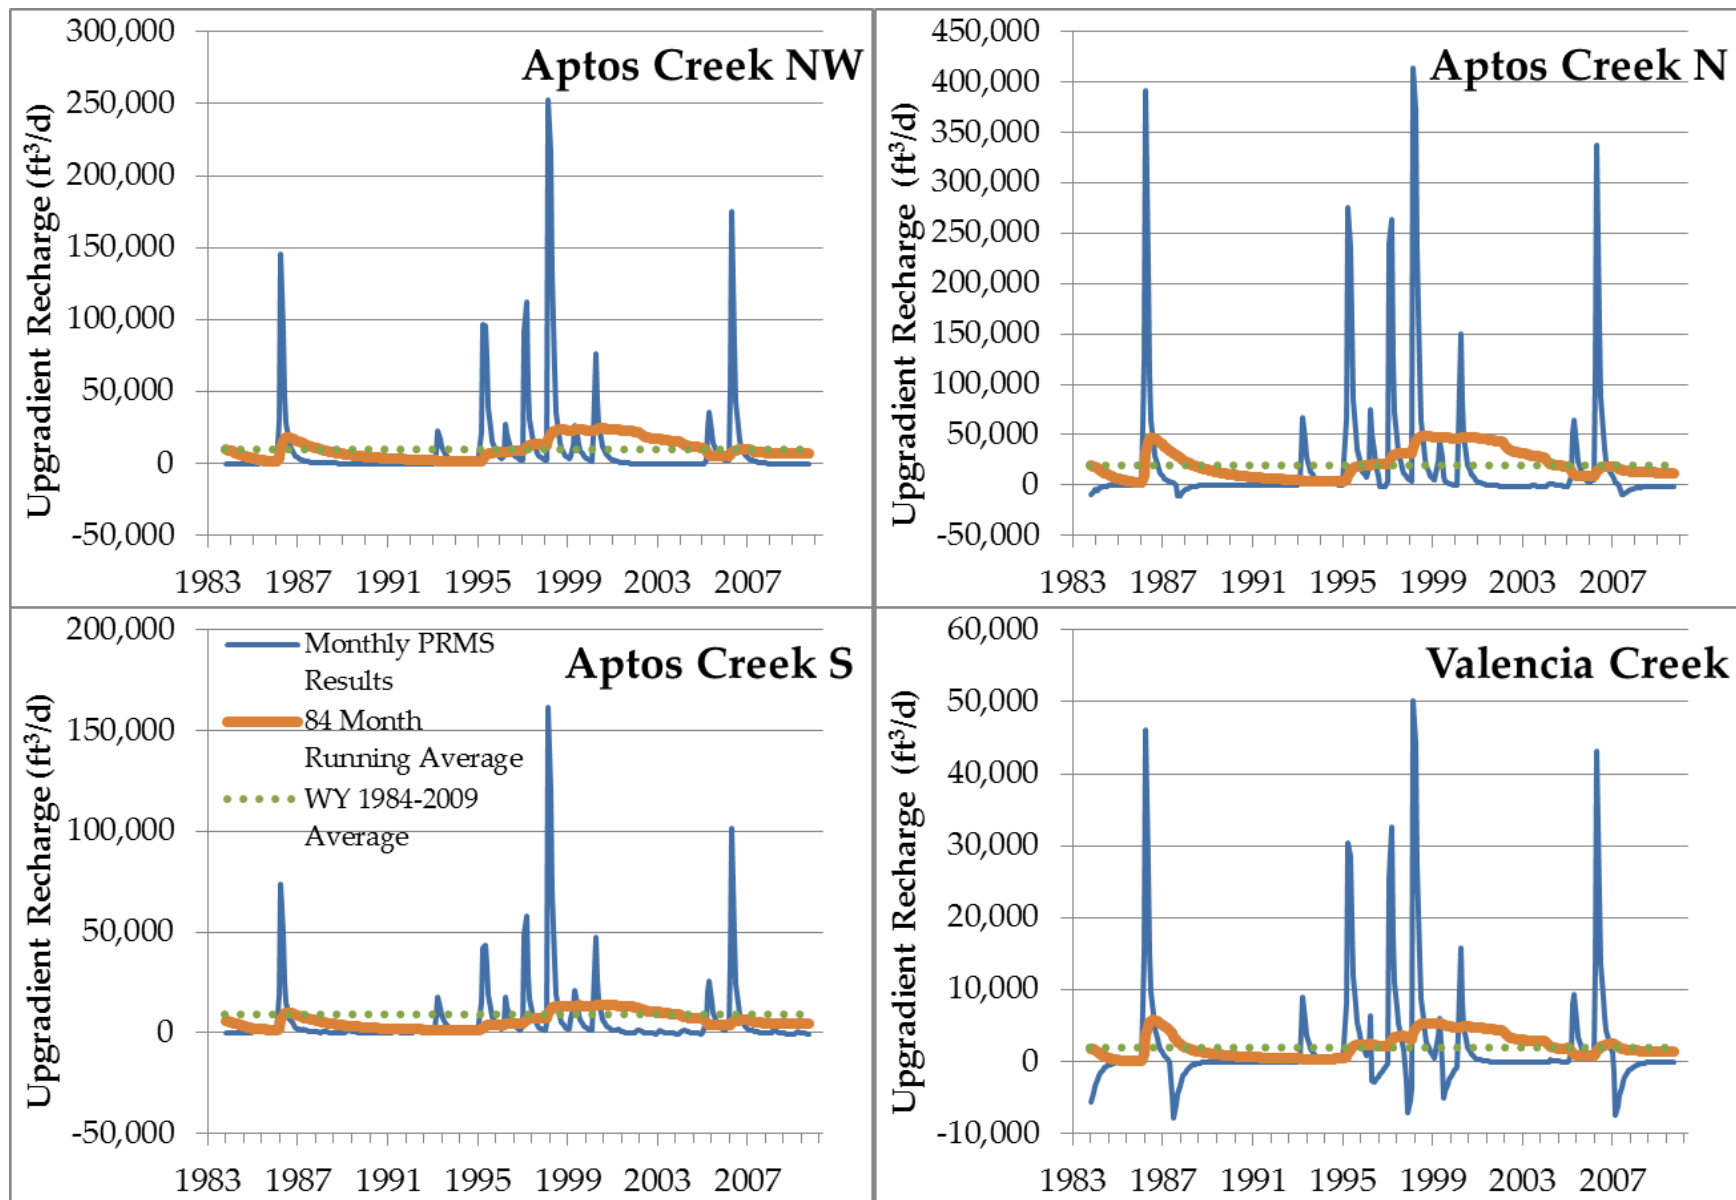 Aptos Creek NW
Upgradient Recharge (ft³/d)
300,000
250,000
200,000
150,000
100,000
50,000
0
-50,000
1983 1987 1991 1995 1999 2003 2007
Aptos Creek N
Upgradient Recharge (ft³/d)
450,000
400,000
350,000
300,000
250,000
200,000
150,000
100,000
50,000
0
-50,000
1983 1987 1991 1995 1999 2003 2007
Aptos Creek S
Upgradient Recharge (ft³/d)
200,000
150,000
100,000
50,000
0
-50,000
Monthly PRMS
Results
84 Month
Running Average
WY 1984-2009
Average
1983 1987 1991 1995 1999 2003 2007
Valencia Creek
Upgradient Recharge (ft³/d)
60,000
50,000
40,000
30,000
20,000
10,000
0
-10,000
1983 1987 1991 1995 1999 2003 2007